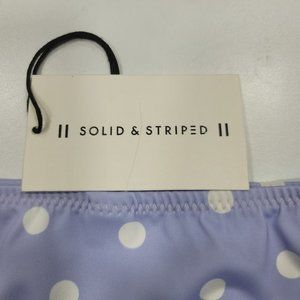 || SOLID & STRIPED ||